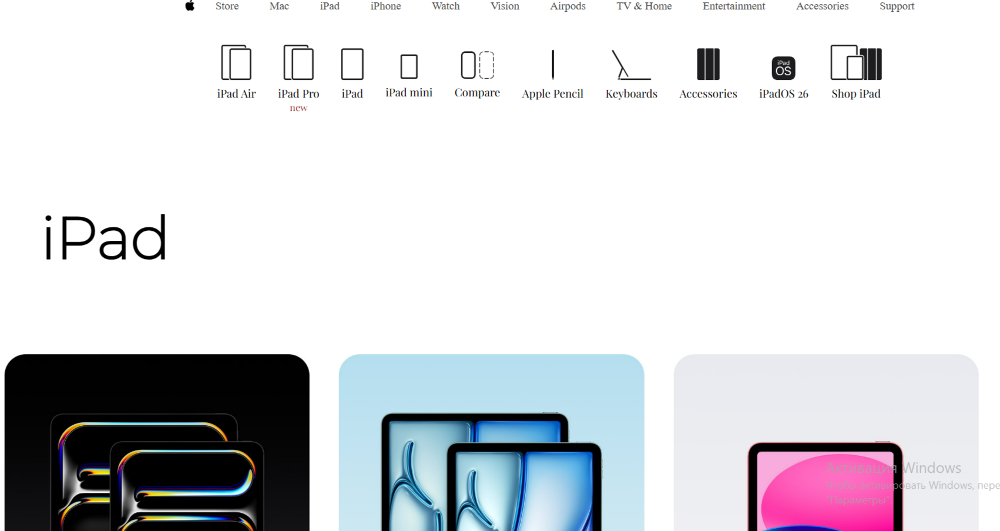 Store Mac iPad iPhone Watch Vision Airpods TV & Home Entertainment Accessories Support
iPad OS
iPad Air iPad Pro iPad iPad mini Compare Apple Pencil Keyboards Accessories iPadOS 26 Shop iPad
new
iPad
Активация Windows
Чтобы активировать Windows, пере
"Параметры".